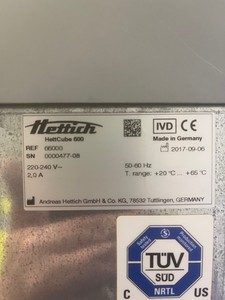 Hettich
HettCube 600
IVD CE
Made in Germany
REF 66000
2017-09-06
SN 0000477-08
220-240 V~
50-60 Hz
2,0 A
T. range: +20 °C ... +65 °C
Andreas Hettich GmbH & Co. KG, 78532 Tuttlingen, GERMANY
TÜV
SÜD
NRTL
C US